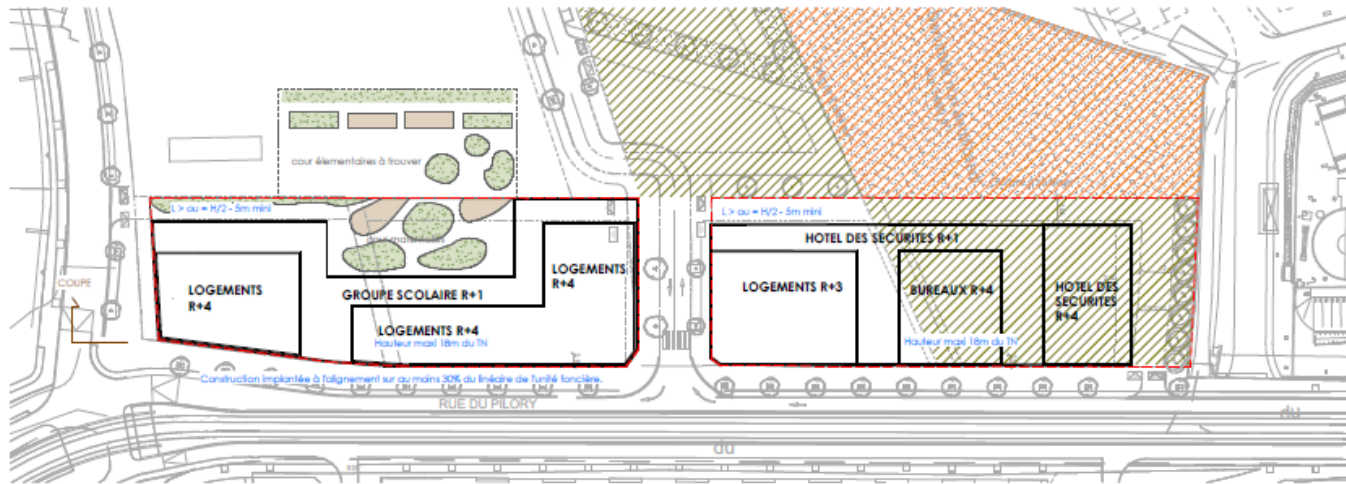 cour élementaires à trouver
L > ou = H/2 - 5m mini
L > ou = H/2 - 5m mini
HOTEL DES SECURITES R+1
COUPE
LOGEMENTS
R+4
GROUPE SCOLAIRE R+1
LOGEMENTS
R+4
LOGEMENTS R+4
Hauteur maxi 18m du TN
LOGEMENTS R+3
BUREAUX R+4
HOTEL DES
SECURITES
R+4
Hauteur maxi 18m du TN
Construction implantée à l'alignement sur au moins 30% du linéaire de l'unité foncière.
RUE DU PILORY
du
du